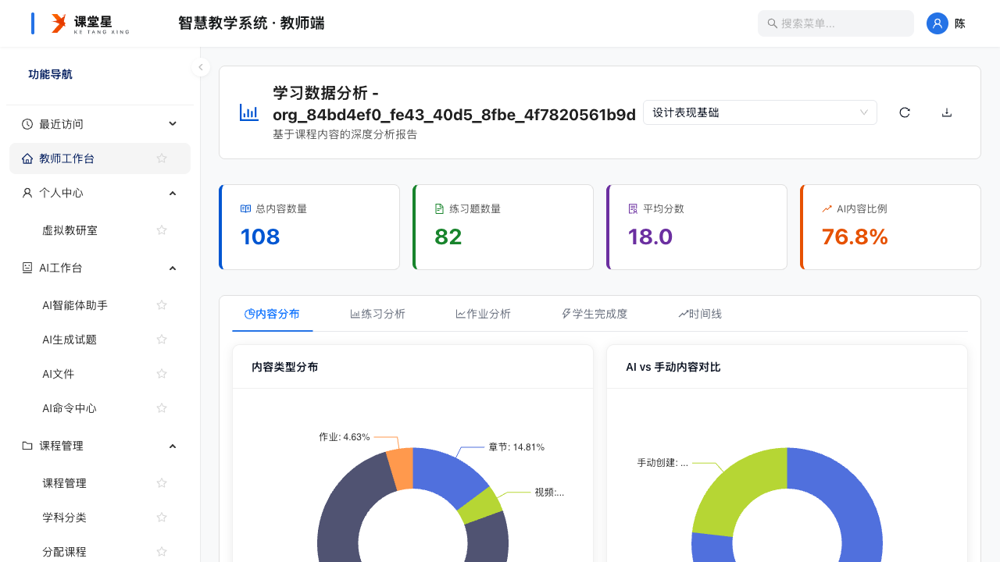 课堂星
KE TANG XING
智慧教学系统 · 教师端
搜索菜单...
陈
功能导航
最近访问
教师工作台
个人中心
虚拟教研室
AI工作台
AI智能体助手
AI生成试题
AI文件
AI命令中心
课程管理
课程管理
学科分类
分配课程
学习数据分析 -
org_84bd4ef0_fe43_40d5_8fbe_4f7820561b9d
基于课程内容的深度分析报告
设计表现基础
总内容数量
108
练习题数量
82
平均分数
18.0
AI内容比例
76.8%
内容分布
练习分析
作业分析
学生完成度
时间线
内容类型分布
作业: 4.63%
章节: 14.81%
视频:...
AI vs 手动内容对比
手动创建: ...